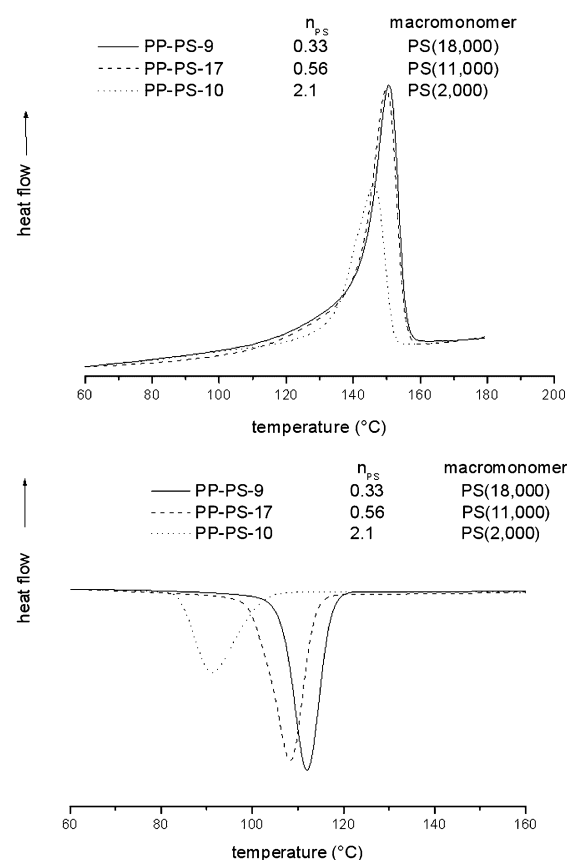 n PS macromonomer
PP-PS-9 0.33 PS(18,000)
PP-PS-17 0.56 PS(11,000)
PP-PS-10 2.1 PS(2,000)
heat flow
60 80 100 120 140 160 180 200
temperature (°C)
n PS macromonomer
PP-PS-9 0.33 PS(18,000)
PP-PS-17 0.56 PS(11,000)
PP-PS-10 2.1 PS(2,000)
heat flow
60 80 100 120 140 160
temperature (°C)